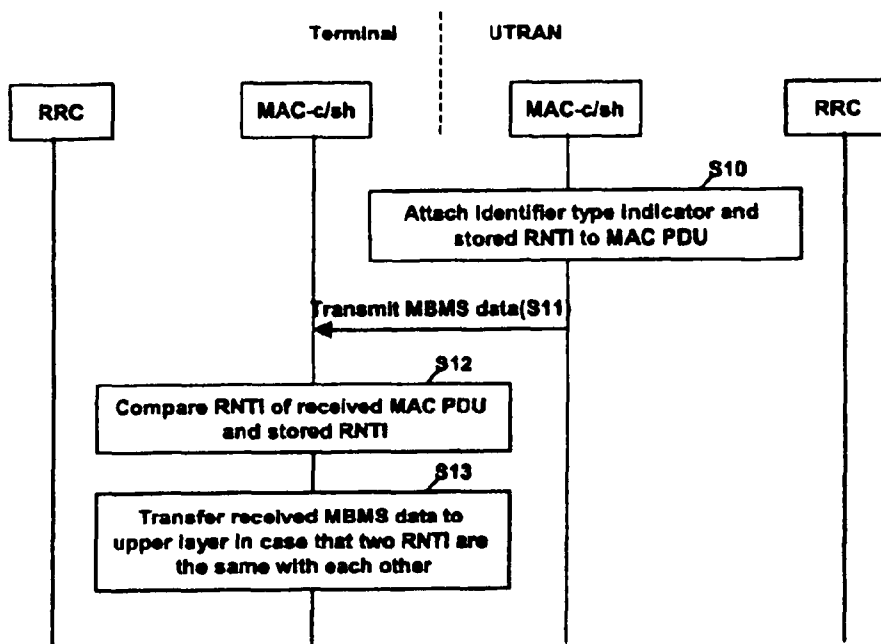 Terminal
UTRAN
RRC
MAC-c/sh
MAC-c/sh
RRC
S10
Attach identifier type indicator and
stored RNTI to MAC PDU
Transmit MBMS data(S11)
S12
Compare RNTI of received MAC PDU
and stored RNTI
S13
Transfer received MBMS data to
upper layer in case that two RNTI are
the same with each other